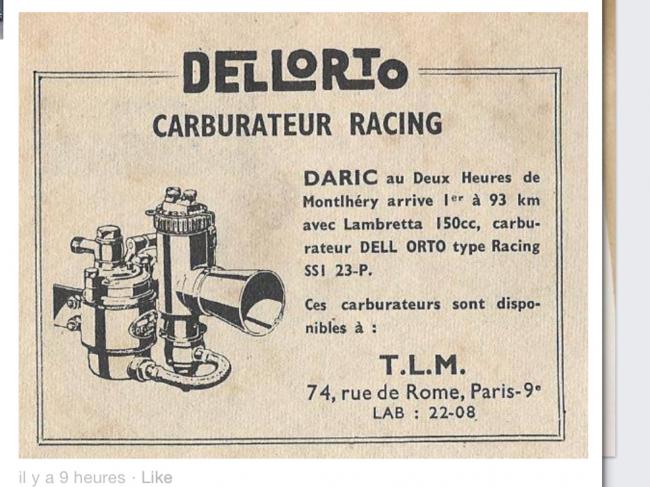 DELLORTO
CARBURATEUR RACING
DARIC au Deux Heures de
Montlhéry arrive 1er à 93 km
avec Lambretta 150cc, carbu-
rateur DELL ORTO type Racing
SSI 23-P.
Ces carburateurs sont dispo-
nibles à :
T.L.M.
74, rue de Rome, Paris-9e
LAB : 22-08
il y a 9 heures · Like